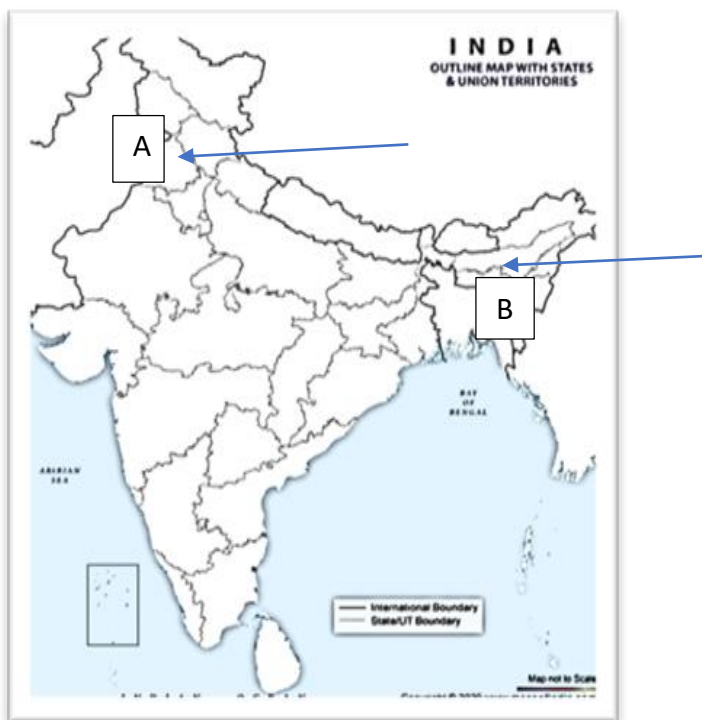 INDIA
OUTLINE MAP WITH STATES
& UNION TERRITORIES
A
B
BAY
OF
BENGAL
ARABIAN
SEA
International Boundary
State/UT Boundary
Map not to Scale